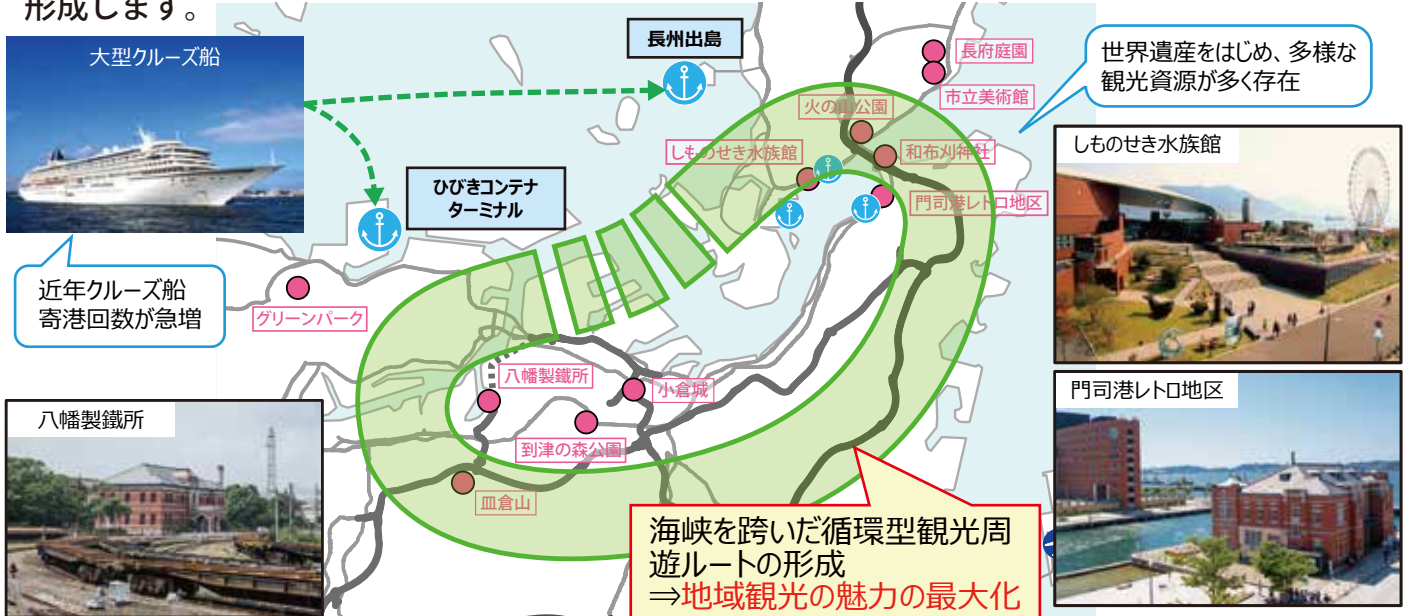 形成します。
大型クルーズ船
長州出島
長府庭園
市立美術館
世界遺産をはじめ、多様な
観光資源が多く存在
火の山公園
しものせき水族館
和布刈神社
門司港レトロ地区
しものせき水族館
ひびきコンテナ
ターミナル
近年クルーズ船
寄港回数が急増
グリーンパーク
八幡製鐵所
小倉城
到津の森公園
皿倉山
八幡製鐵所
門司港レトロ地区
海峡を跨いだ循環型観光周
遊ルートの形成
⇒地域観光の魅力の最大化